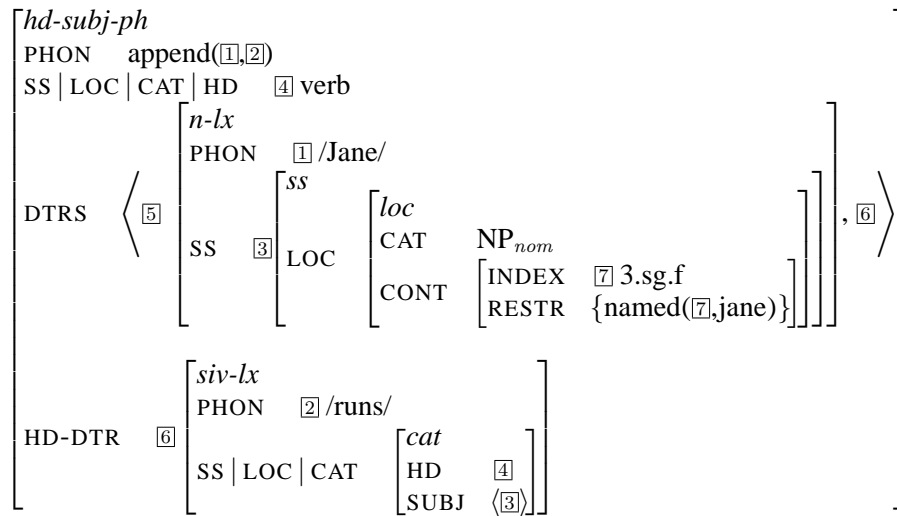 hd-subj-ph
PHON append(1,2)
SS | LOC | CAT | HD 4 verb
n-lx
PHON 1 /Jane/
ss
loc
CAT NP_nom
DTRS ⟨ 5 SS 3 LOC , 6 ⟩
CONT INDEX 7 3.sg.f
RESTR {named(7,jane)}
siv-lx
PHON 2 /runs/
HD-DTR 6
cat
SS | LOC | CAT HD 4
SUBJ ⟨3⟩